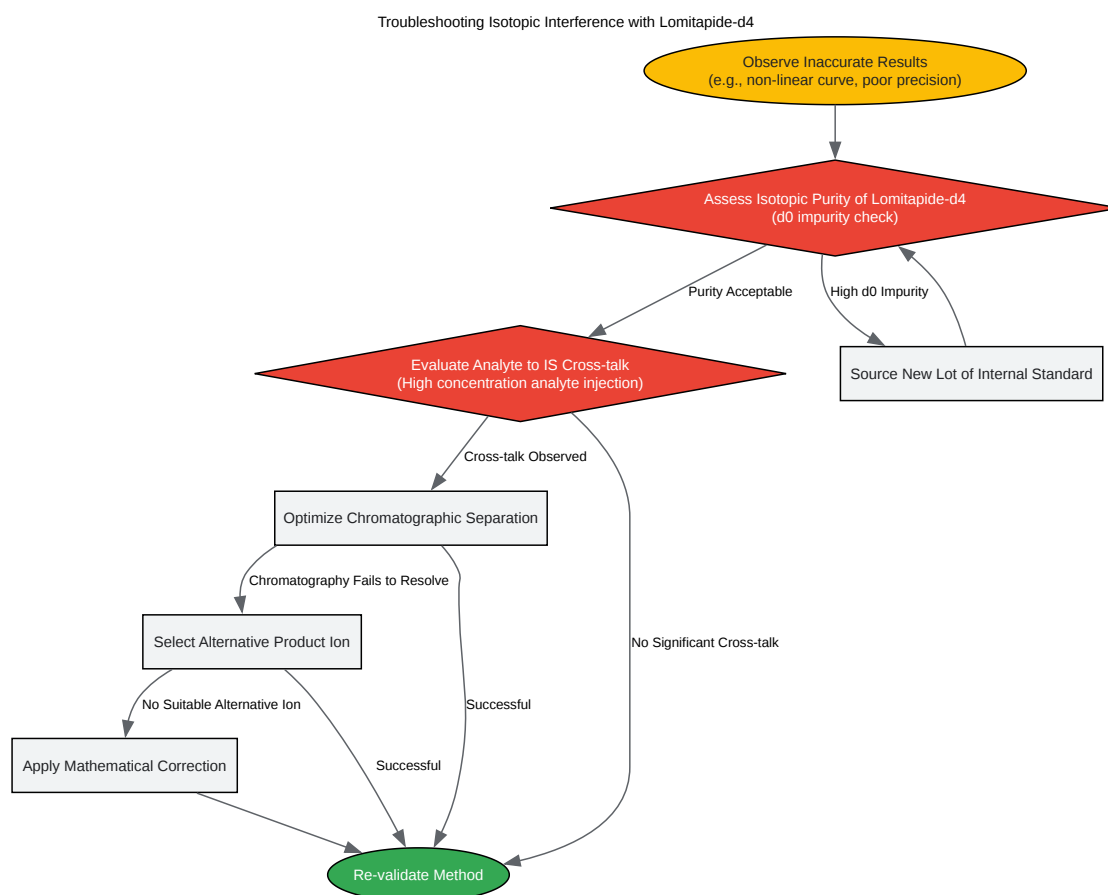 Troubleshooting Isotopic Interference with Lomitapide-d4
Observe Inaccurate Results
(e.g., non-linear curve, poor precision)
Assess Isotopic Purity of Lomitapide-d4
(d0 impurity check)
Purity Acceptable
High d0 Impurity
Evaluate Analyte to IS Cross-talk
(High concentration analyte injection)
Source New Lot of Internal Standard
Cross-talk Observed
Optimize Chromatographic Separation
Chromatography Fails to Resolve
Select Alternative Product Ion
No Significant Cross-talk
No Suitable Alternative Ion
Successful
Apply Mathematical Correction
Successful
Re-validate Method